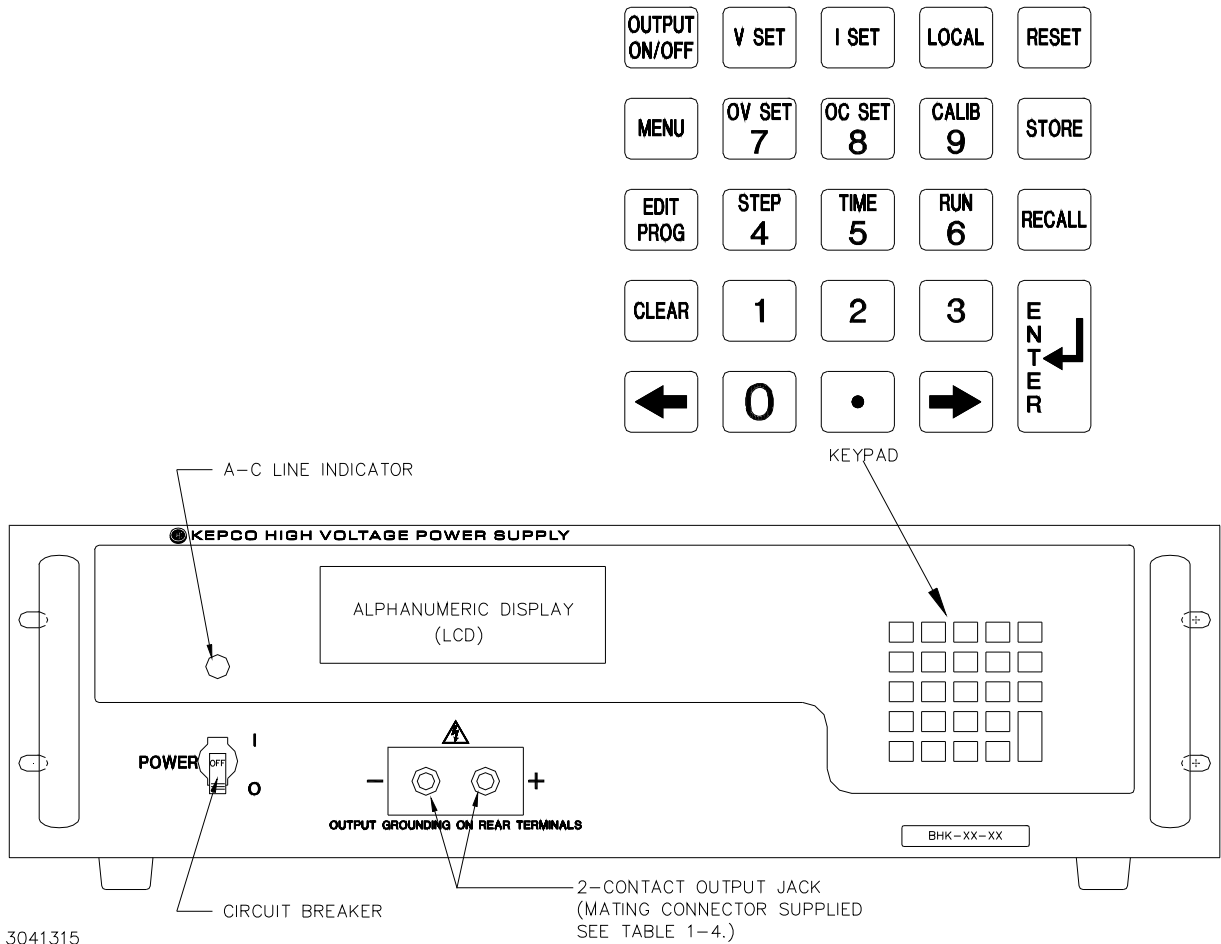 OUTPUT
ON/OFF
V SET
I SET
LOCAL
RESET
MENU
OV SET
7
OC SET
8
CALIB
9
STORE
EDIT
PROG
STEP
4
TIME
5
RUN
6
RECALL
CLEAR
1
2
3
ENTER
0
.
KEYPAD
A-C LINE INDICATOR
KEPCO HIGH VOLTAGE POWER SUPPLY
ALPHANUMERIC DISPLAY
(LCD)
POWER
OFF
I
O
- +
OUTPUT GROUNDING ON REAR TERMINALS
BHK-XX-XX
2-CONTACT OUTPUT JACK
(MATING CONNECTOR SUPPLIED
SEE TABLE 1-4.)
CIRCUIT BREAKER
3041315